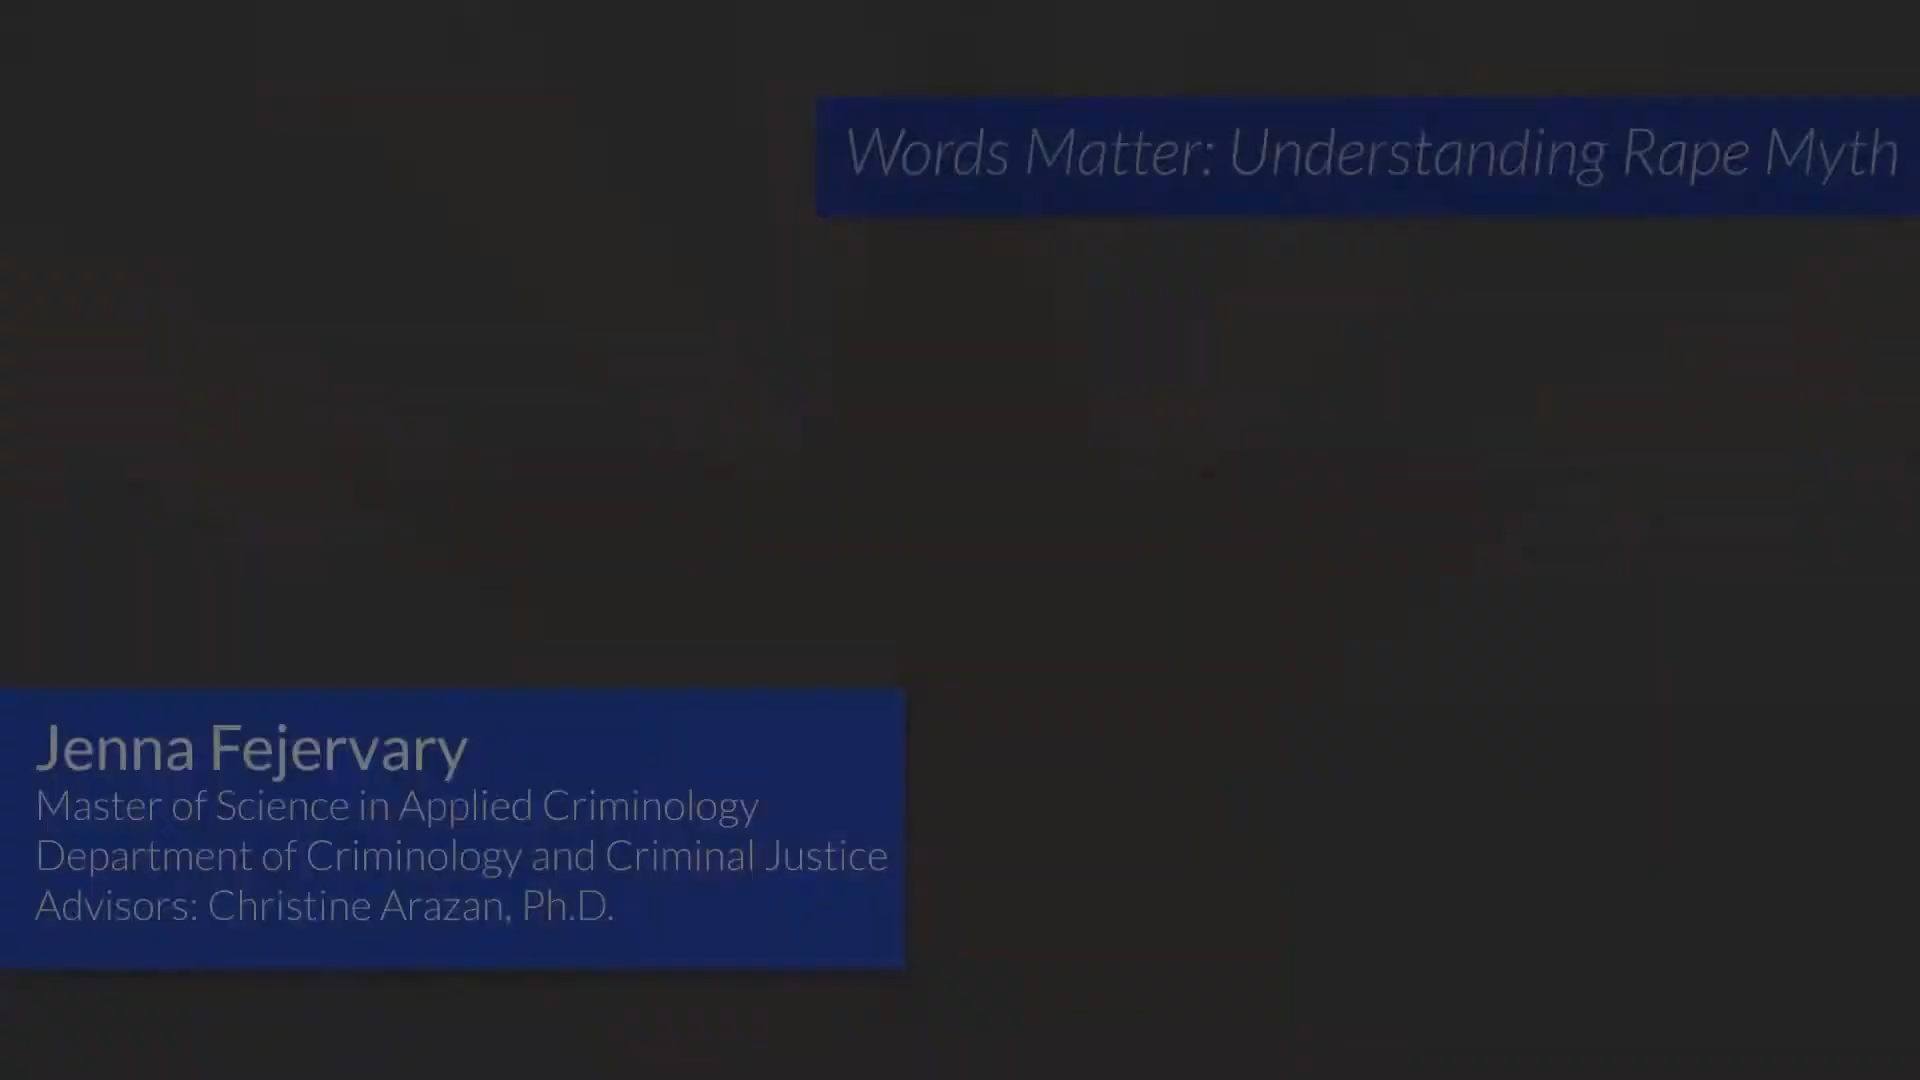 Words Matter: Understanding Rape Myth
Jenna Fejervary
Master of Science in Applied Criminology
Department of Criminology and Criminal Justice
Advisors: Christine Arazan, Ph.D.